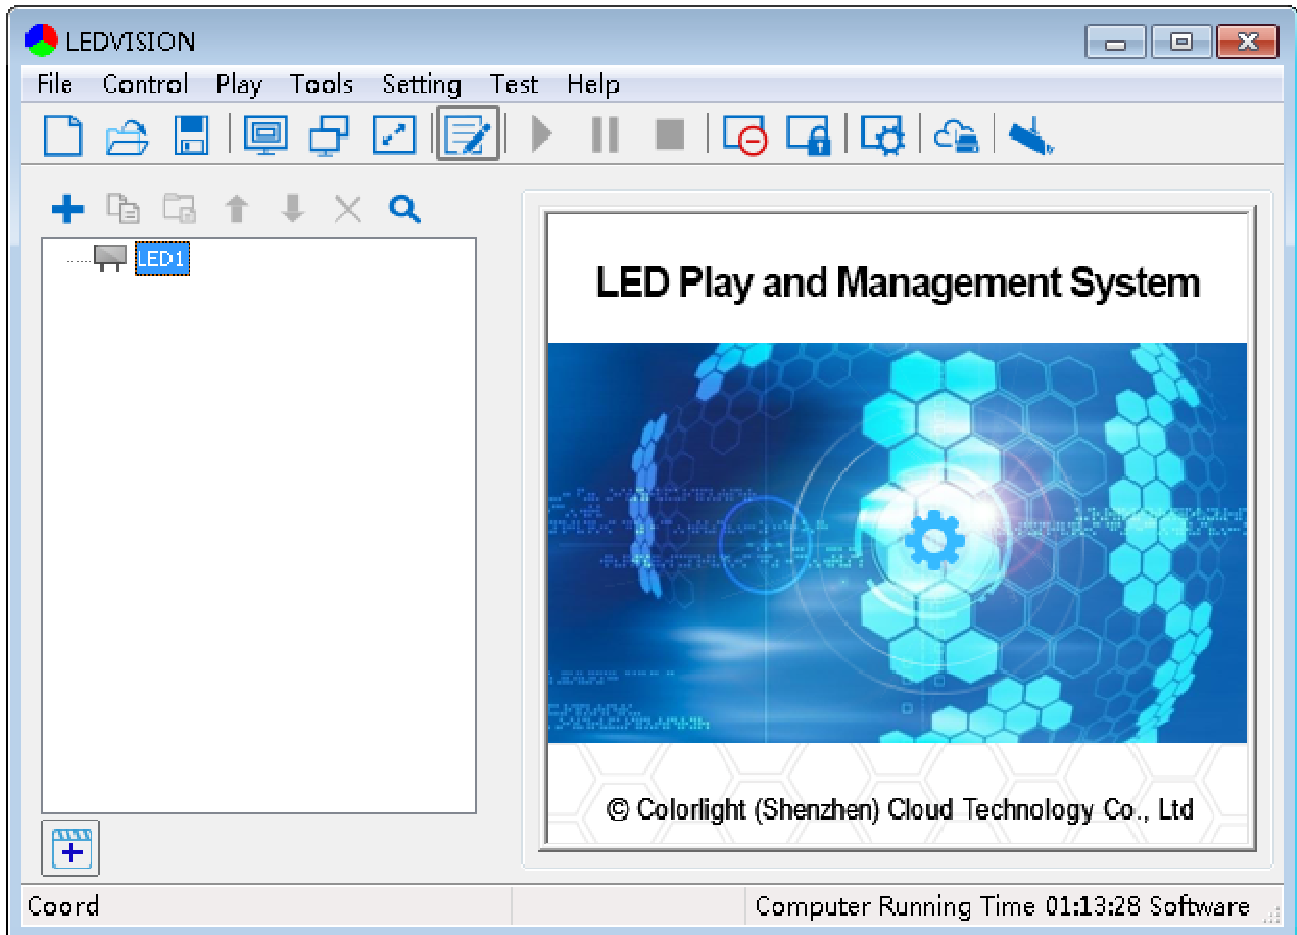 LEDVISION
File Control Play Tools Setting Test Help
LED1
LED Play and Management System
© Colorlight (Shenzhen) Cloud Technology Co., Ltd
Coord
Computer Running Time 01:13:28 Software